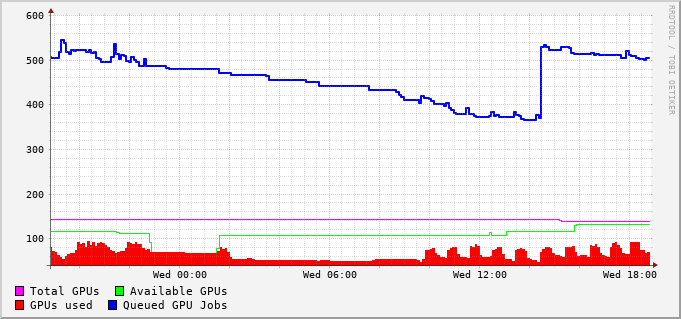 600
500
400
300
200
100
Wed 00:00 Wed 06:00 Wed 12:00 Wed 18:00
Total GPUs Available GPUs
GPUs used Queued GPU Jobs
RRDTOOL / TOBI OETIKER